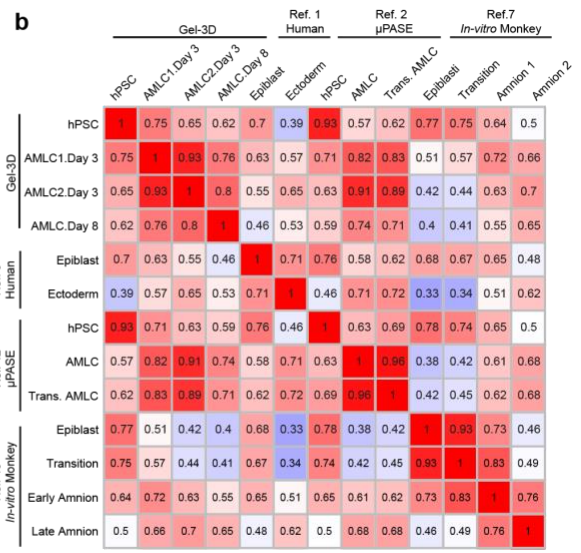 b
Gel-3D Ref. 1 Human Ref. 2 μPASE Ref.7 In-vitro Monkey
hPSC AMLC1.Day 3 AMLC2.Day 3 AMLC.Day 8 Epiblast Ectoderm hPSC AMLC Trans. AMLC Epiblasti Transition Amnion 1 Amnion 2
Gel-3D
hPSC 1 0.75 0.65 0.62 0.7 0.39 0.93 0.57 0.62 0.77 0.75 0.64 0.5
AMLC1.Day 3 0.75 1 0.93 0.76 0.63 0.57 0.71 0.82 0.83 0.51 0.57 0.72 0.66
AMLC2.Day 3 0.65 0.93 1 0.8 0.55 0.65 0.63 0.91 0.89 0.42 0.44 0.63 0.7
AMLC.Day 8 0.62 0.76 0.8 1 0.46 0.53 0.59 0.74 0.71 0.4 0.41 0.55 0.65
Human
Epiblast 0.7 0.63 0.55 0.46 1 0.71 0.76 0.58 0.62 0.68 0.67 0.65 0.48
Ectoderm 0.39 0.57 0.65 0.53 0.71 1 0.46 0.71 0.72 0.33 0.34 0.51 0.62
μPASE
hPSC 0.93 0.71 0.63 0.59 0.76 0.46 1 0.63 0.69 0.78 0.74 0.65 0.5
AMLC 0.57 0.82 0.91 0.74 0.58 0.71 0.63 1 0.96 0.38 0.42 0.61 0.68
Trans. AMLC 0.62 0.83 0.89 0.71 0.62 0.72 0.69 0.96 1 0.42 0.45 0.62 0.68
In-vitro Monkey
Epiblast 0.77 0.51 0.42 0.4 0.68 0.33 0.78 0.38 0.42 1 0.93 0.73 0.46
Transition 0.75 0.57 0.44 0.41 0.67 0.34 0.74 0.42 0.45 0.93 1 0.83 0.49
Early Amnion 0.64 0.72 0.63 0.55 0.65 0.51 0.65 0.61 0.62 0.73 0.83 1 0.76
Late Amnion 0.5 0.66 0.7 0.65 0.48 0.62 0.5 0.68 0.68 0.46 0.49 0.76 1